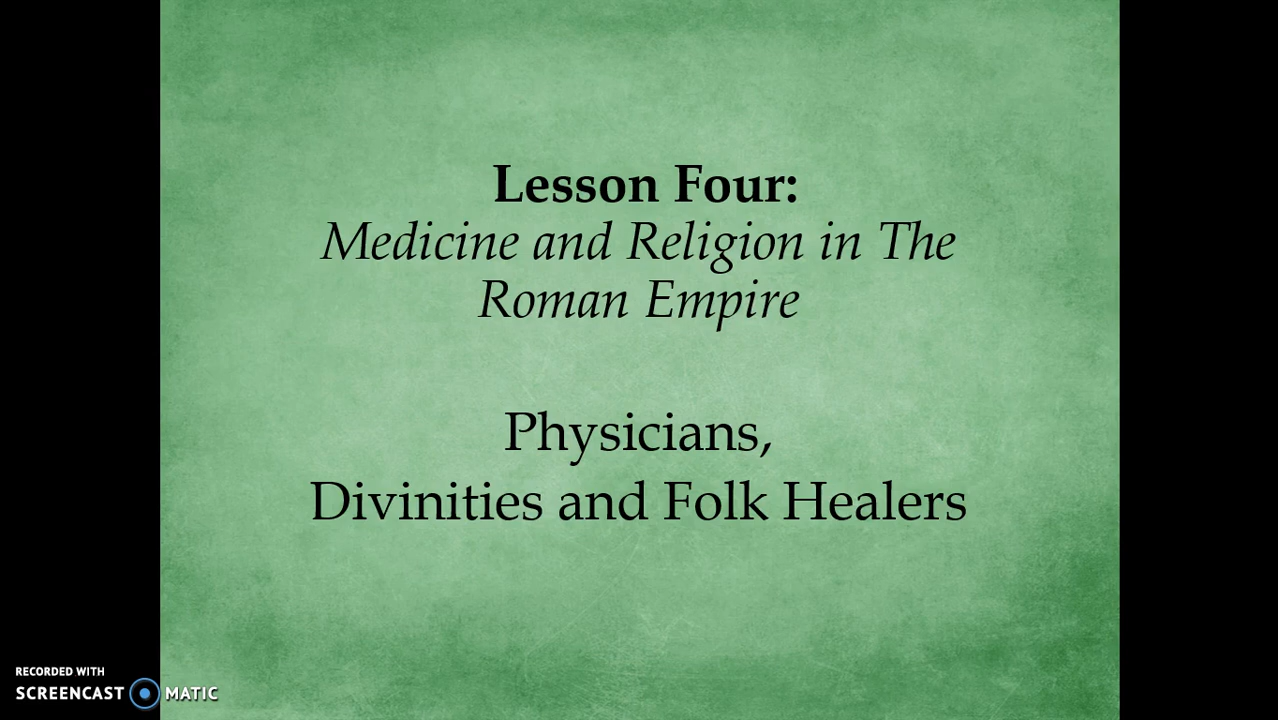 Lesson Four:
Medicine and Religion in The
Roman Empire
Physicians,
Divinities and Folk Healers
RECORDED WITH
SCREENCAST MATIC